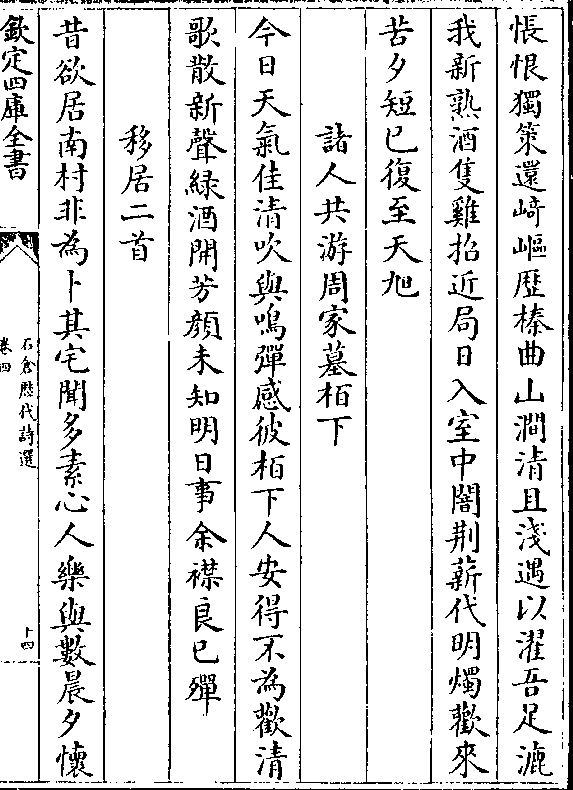 悵恨獨策還崎嶇歷榛曲山澗清且淺遇以濯吾足漉
我新熟酒隻雞招近局日入室中闇荆薪代明燭歡來
苦夕短已復至天旭
諸人共游周家墓栢下
今日天氣佳清吹與鳴彈感彼栢下人安得不為歡清
歌散新聲緑酒開芳顔未知明日事余襟良已殫
移居二首
昔欲居南村非為卜其宅聞多素心人樂與數晨夕懷
欽定四庫全書
石倉歴代詩選
卷四
十四